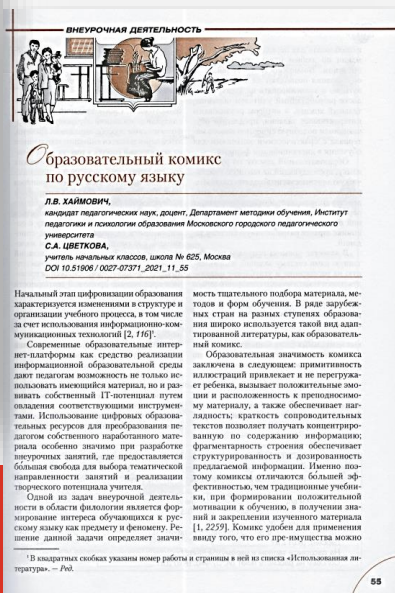 ВНЕУРОЧНАЯ ДЕЯТЕЛЬНОСТЬ
Образовательный комикс
по русскому языку
Л.В. ХАЙМОВИЧ,
кандидат педагогических наук, доцент, Департамент методики обучения, Институт
педагогики и психологии образования Московского городского педагогического
университета
С.А. ЦВЕТКОВА,
учитель начальных классов, школа № 625, Москва
DOI 10.51906 / 0027-07371_2021_11_55
Начальный этап цифровизации образования
характеризуется изменениями в структуре и
организации учебного процесса, в том числе
за счет использования информационно-ком-
муникационных технологий [2, 116]¹.
Современные образовательные интер-
нет-платформы как средство реализации
информационной образовательной среды
дают педагогам возможность не только ис-
пользовать имеющийся материал, но и раз-
вивать собственный IT-потенциал путем
овладения соответствующими инструмен-
тами. Использование цифровых образова-
тельных ресурсов для преобразования пе-
дагогом собственного наработанного мате-
риала особенно значимо при разработке
внеурочных занятий, где предоставляется
бо́льшая свобода для выбора тематической
направленности занятий и реализации
творческого потенциала учителя.
Одной из задач внеурочной деятель-
ности в области филологии является фор-
мирование интереса обучающихся к рус-
скому языку как предмету и феномену. Ре-
шение данной задачи определяет значи-
мость тщательного подбора материала, ме-
тодов и форм обучения. В ряде зарубеж-
ных стран на разных ступенях образова-
ния широко используется такой вид адап-
тированной литературы, как образователь-
ный комикс.
Образовательная значимость комикса
заключена в следующем: примитивность
иллюстраций привлекает и не перегружа-
ет ребенка, вызывает положительные эмо-
ции и расположенность к преподносимо-
му материалу, а также обеспечивает наг-
лядность; краткость сопроводительных
текстов позволяет получать концентриро-
ванную по содержанию информацию;
фрагментарность строения обеспечивает
структурированность и дозированность
предлагаемой информации. Именно поэ-
тому комиксы отличаются бо́льшей эф-
фективностью, чем традиционные учебни-
ки, при формировании положительной
мотивации к обучению, в получении зна-
ний и закреплении изученного материала
[1, 2259]. Комикс удобен для применения
ввиду того, что его пре-имущества можно
¹ В квадратных скобках указаны номер работы и страницы в ней из списка «Использованная ли-
тература». — Ред.
55